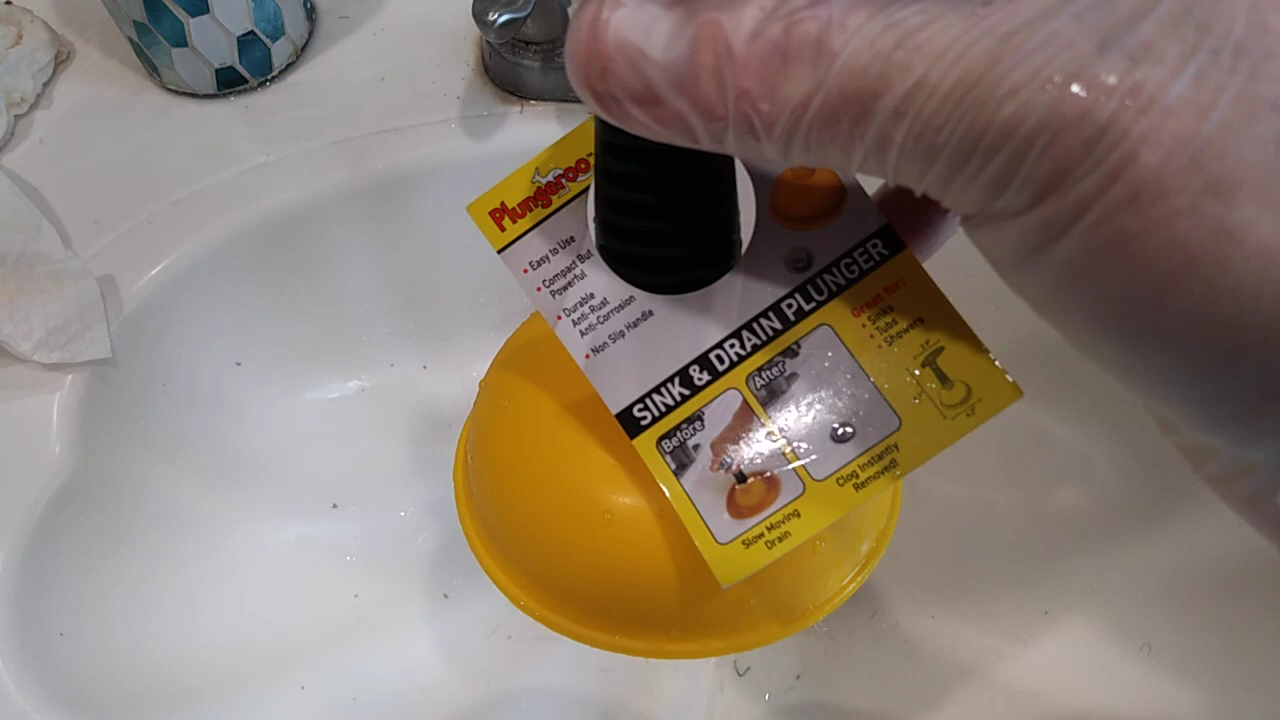 Plungeroo™
• Easy to Use
• Compact But
Powerful
• Durable
Anti-Rust
Anti-Corrosion
• Non Slip Handle
SINK & DRAIN PLUNGER
Great for:
• Sinks
• Tubs
• Showers
Before
After
Slow Moving
Drain
Clog Instantly
Removed!